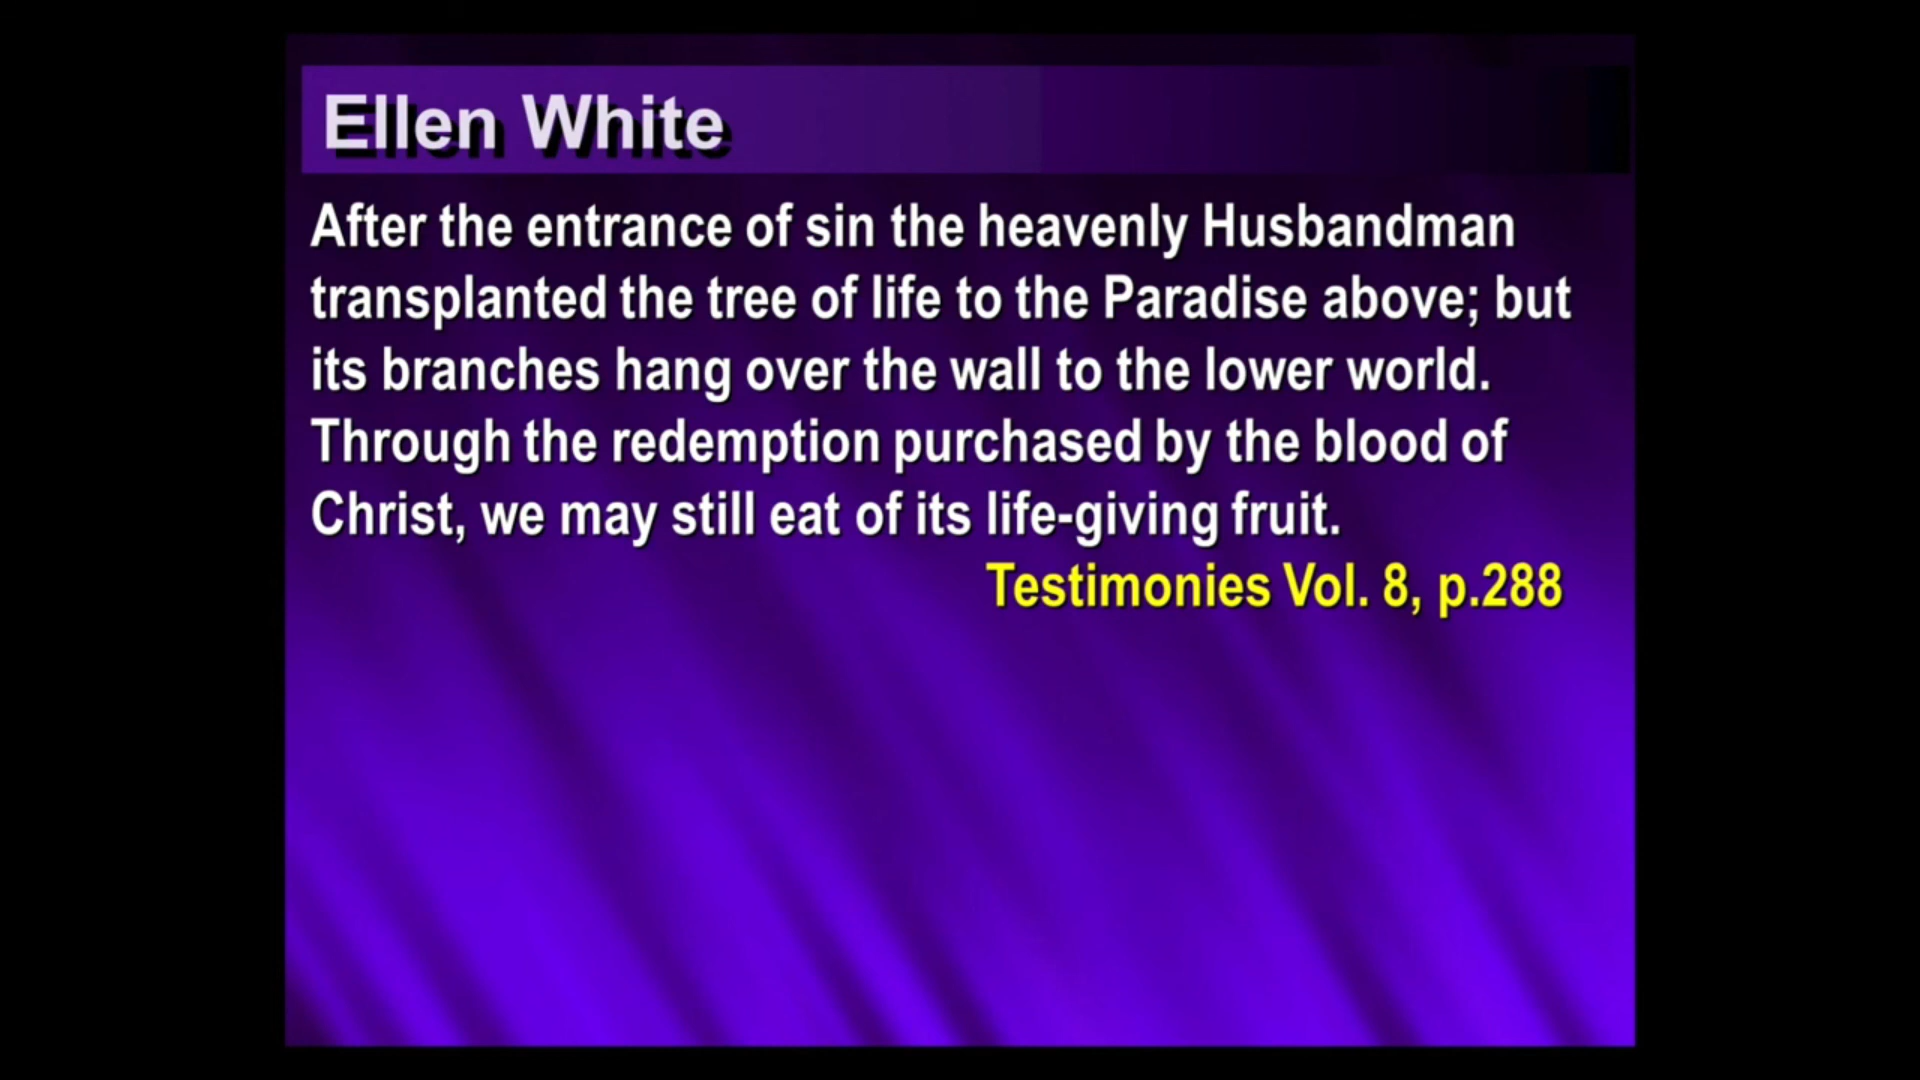 Ellen White
After the entrance of sin the heavenly Husbandman
transplanted the tree of life to the Paradise above; but
its branches hang over the wall to the lower world.
Through the redemption purchased by the blood of
Christ, we may still eat of its life-giving fruit.
Testimonies Vol. 8, p.288